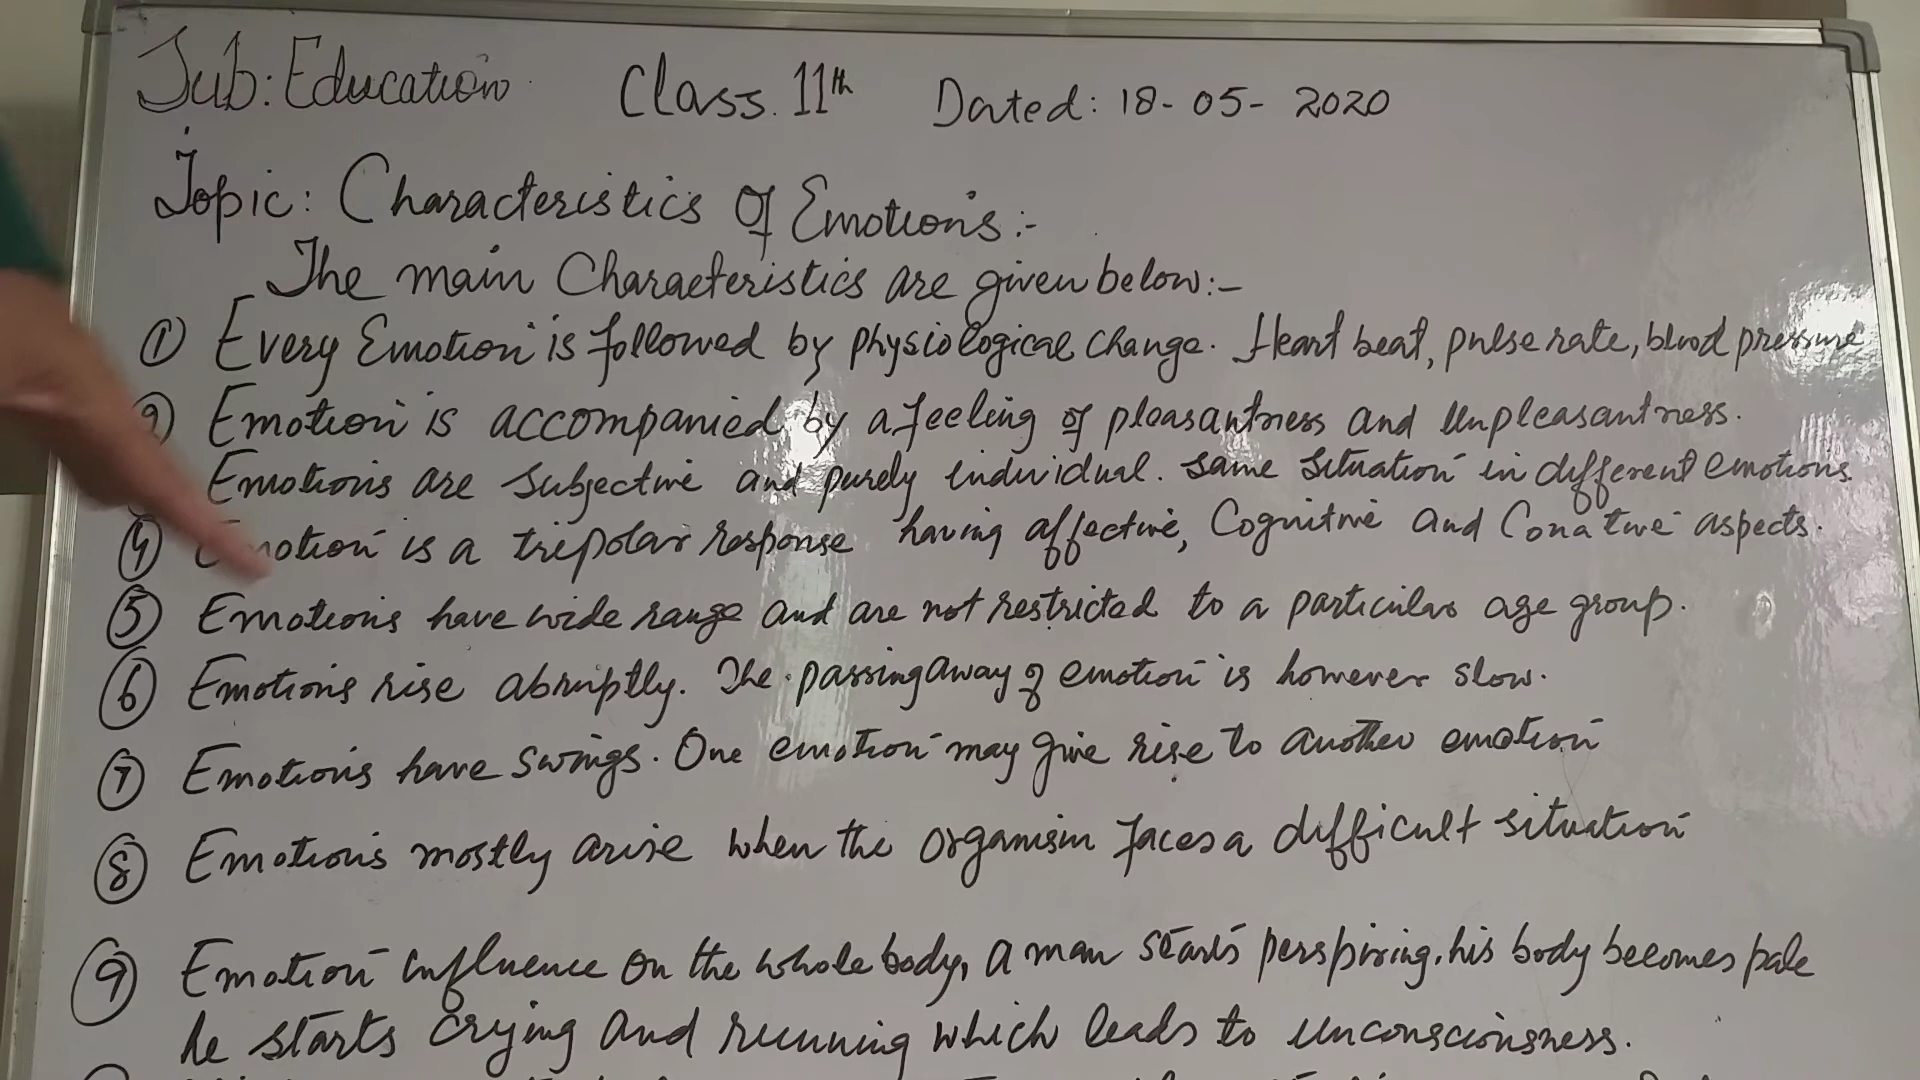 Sub: Education Class. 11th Dated: 18-05-2020
Topic: Characteristics Of Emotions:-
The main Characteristics are given below:-
① Every Emotion is followed by physiological change. Heart beat, pulse rate, blood pressure
② Emotion is accompanied by a feeling of pleasantness and Unpleasantness.
Emotions are Subjective and purely individual. same situation in different emotions.
④ Emotion is a tripolar response having affective, Cognitive and Conative aspects.
⑤ Emotions have wide range and are not restricted to a particular age group.
⑥ Emotions rise abruptly. The passing away of emotion is however slow.
⑦ Emotions have swings. One emotion may give rise to another emotion
⑧ Emotions mostly arise when the organism faces a difficult situation
⑨ Emotion influence on the whole body, a man starts perspiring, his body becomes pale
he starts crying and running which leads to unconsciousness.